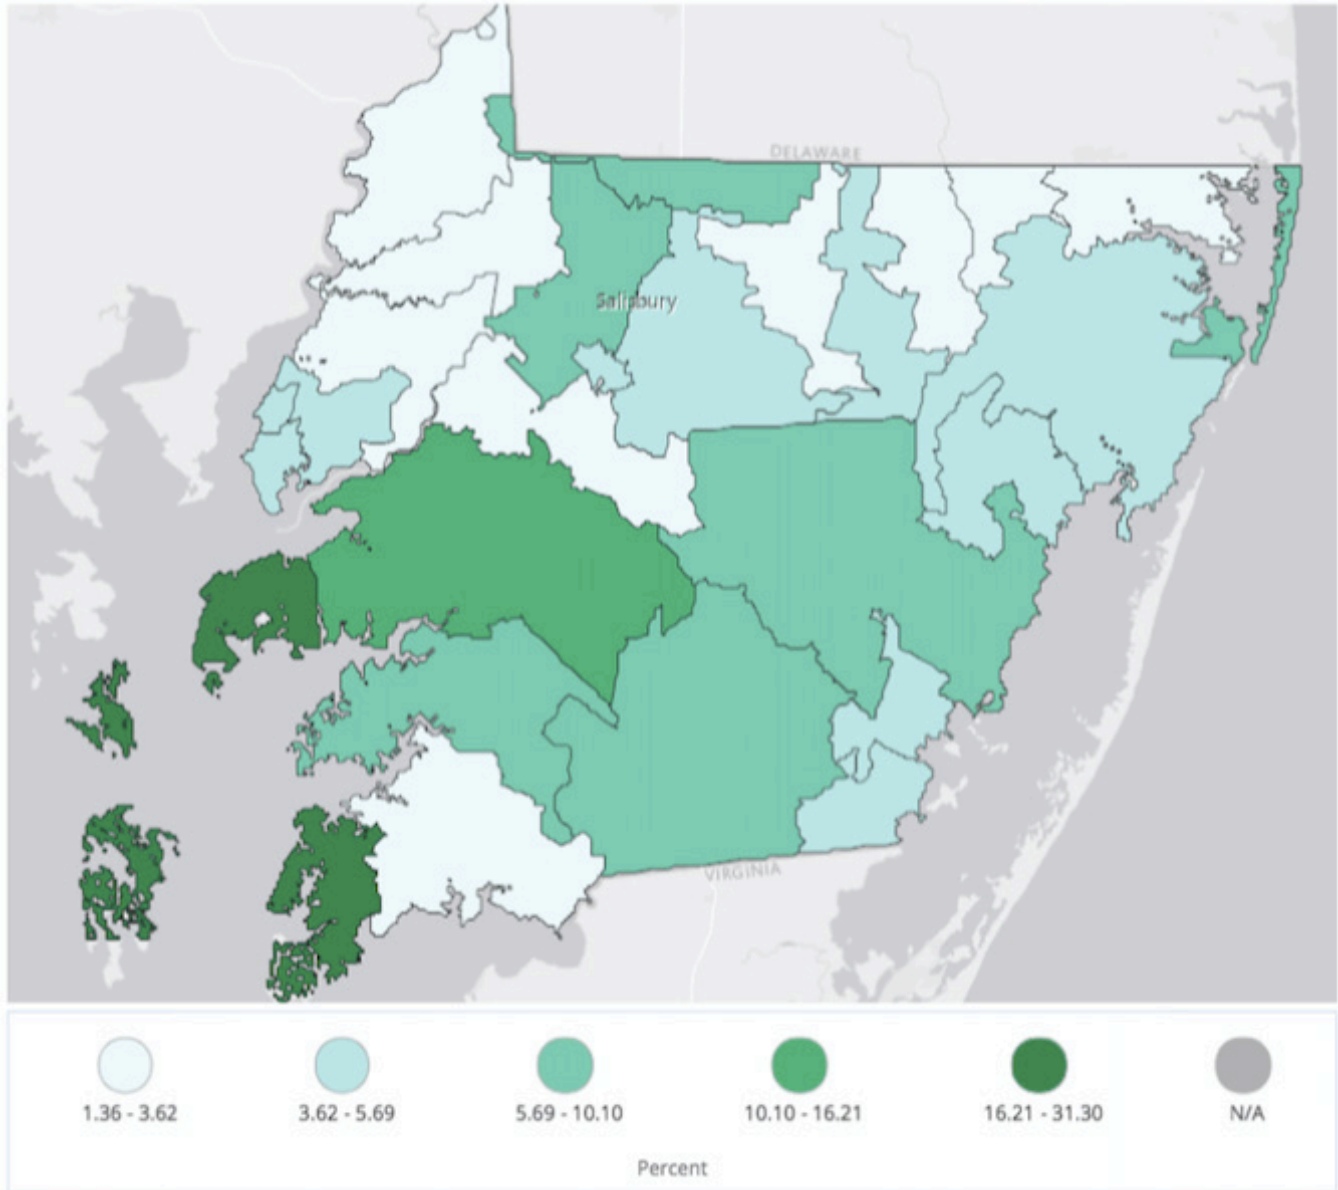 DELAWARE
Salisbury
VIRGINIA
1.36 - 3.62
3.62 - 5.69
5.69 - 10.10
10.10 - 16.21
16.21 - 31.30
N/A
Percent